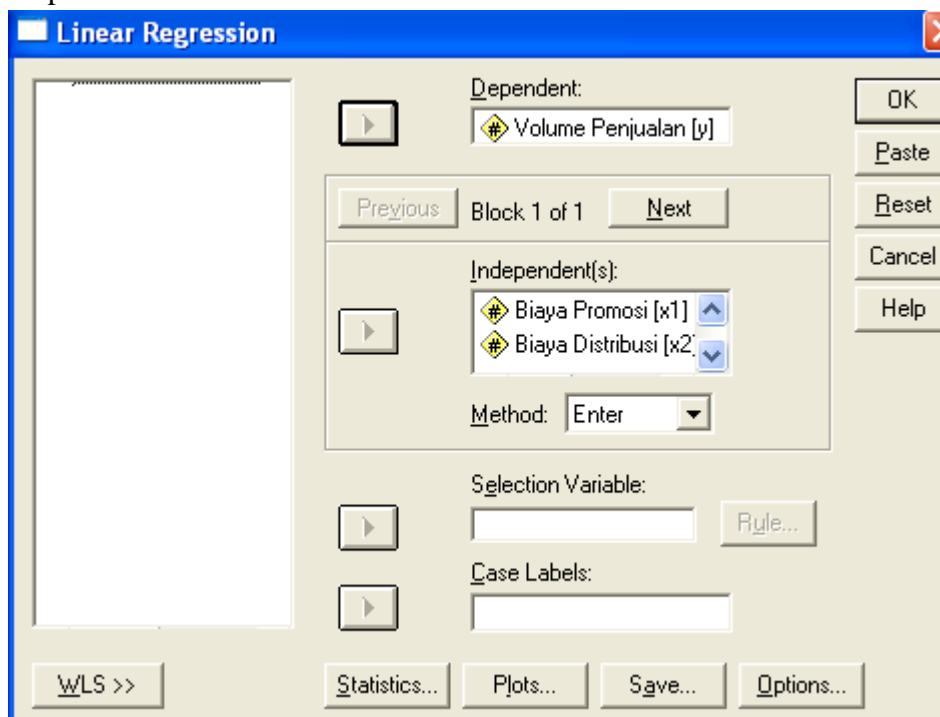 Linear Regression
Dependent:
Volume Penjualan [y]
OK
Paste
Previous
Block 1 of 1
Next
Reset
Cancel
Independent(s):
Biaya Promosi [x1]
Help
Biaya Distribusi [x2]
Method:
Enter
Selection Variable:
Rule...
Case Labels:
WLS >>
Statistics...
Plots...
Save...
Options...